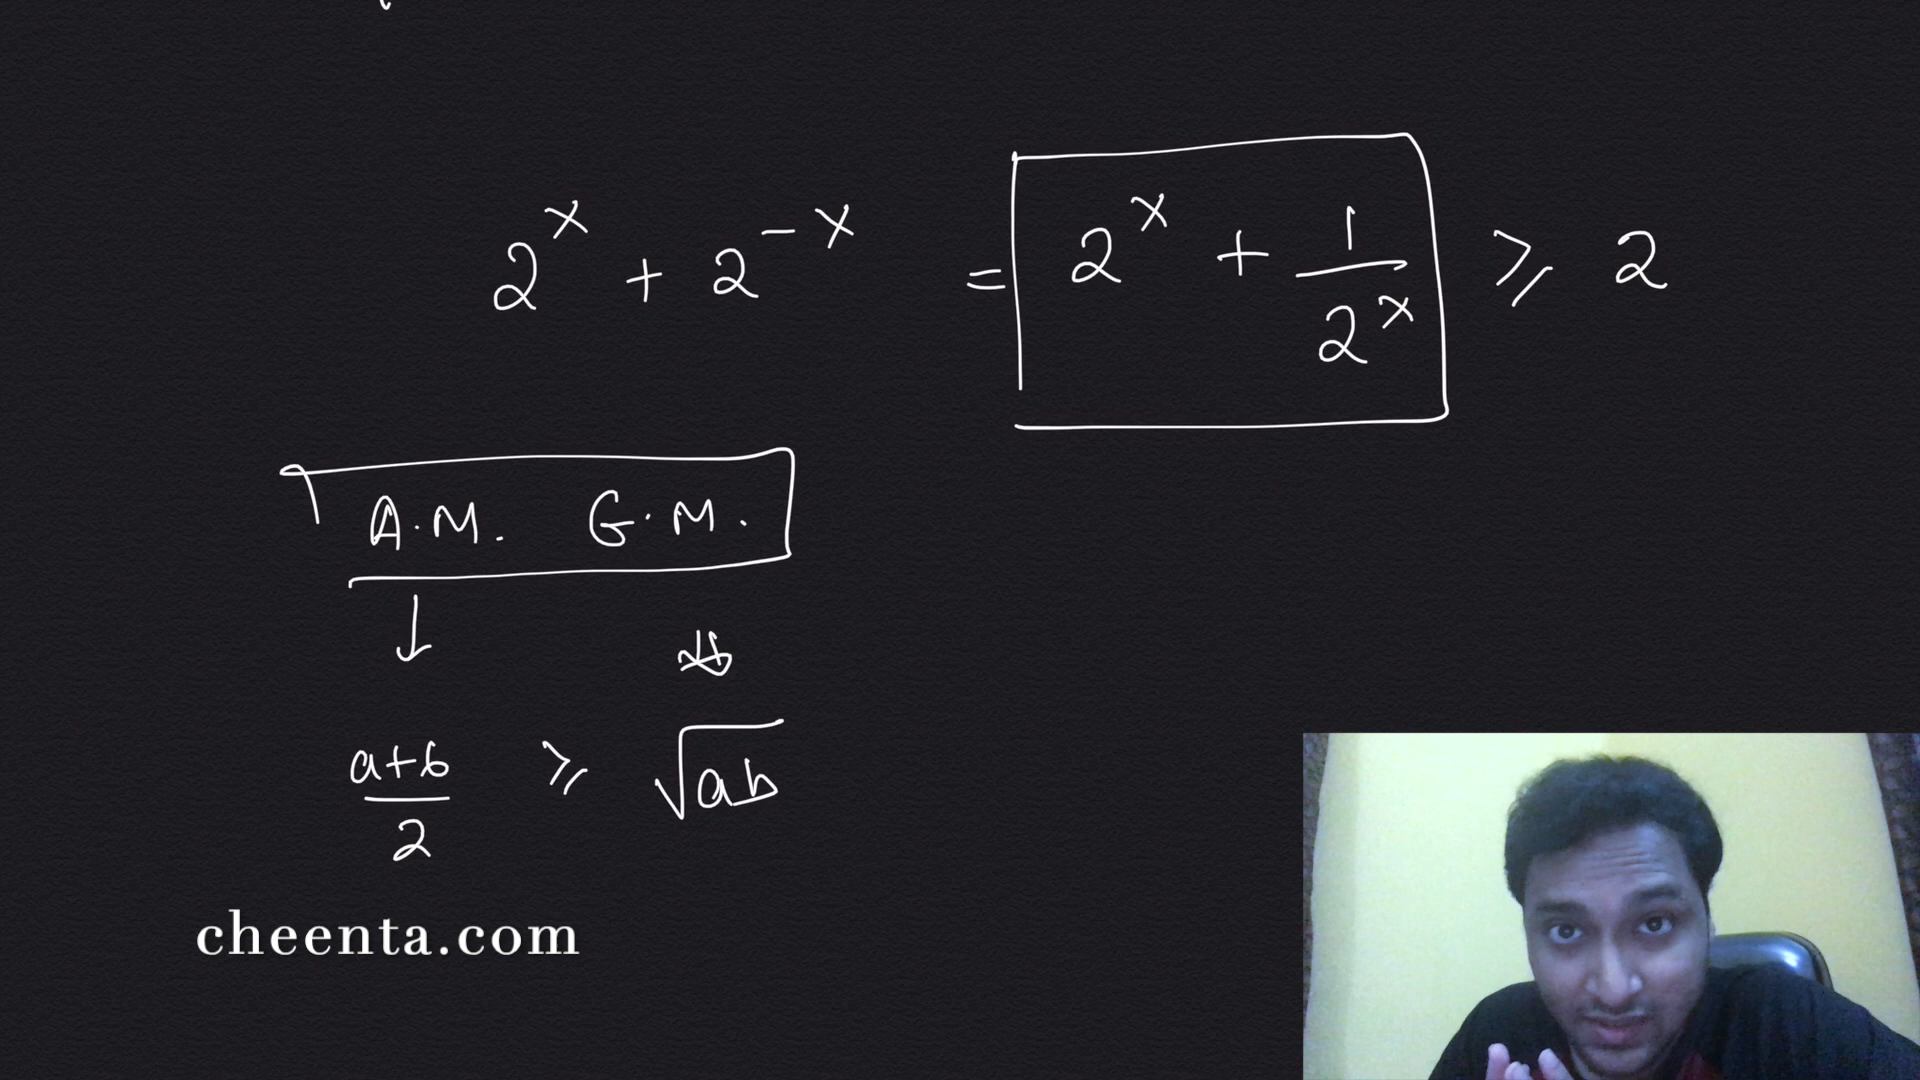 2^x + 2^-x = 2^x + 1/2^x ⩾ 2
A.M. G.M.
a+b/2 ⩾ √ab
cheenta.com